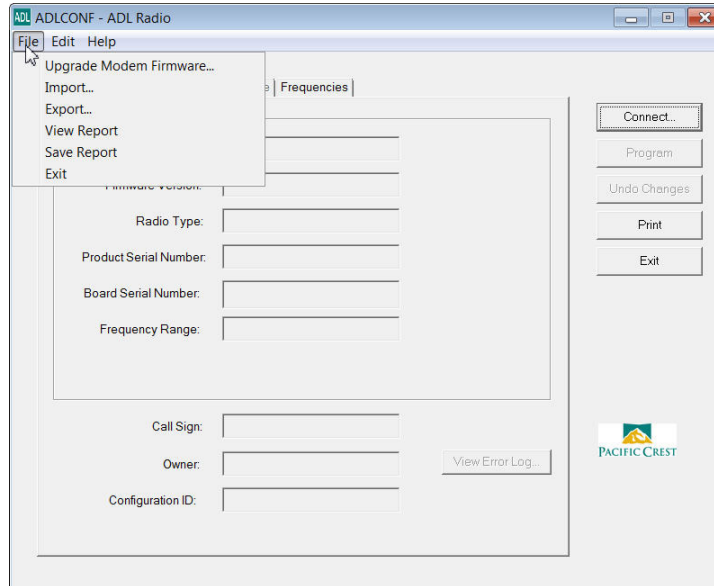 ADL ADLCONF - ADL Radio
File Edit Help
Upgrade Modem Firmware...
Import...
Export...
View Report
Save Report
Exit
Frequencies
Firmware Version:
Radio Type:
Product Serial Number:
Board Serial Number:
Frequency Range:
Call Sign:
Owner:
Configuration ID:
View Error Log...
Connect...
Program
Undo Changes
Print
Exit
PACIFIC CREST